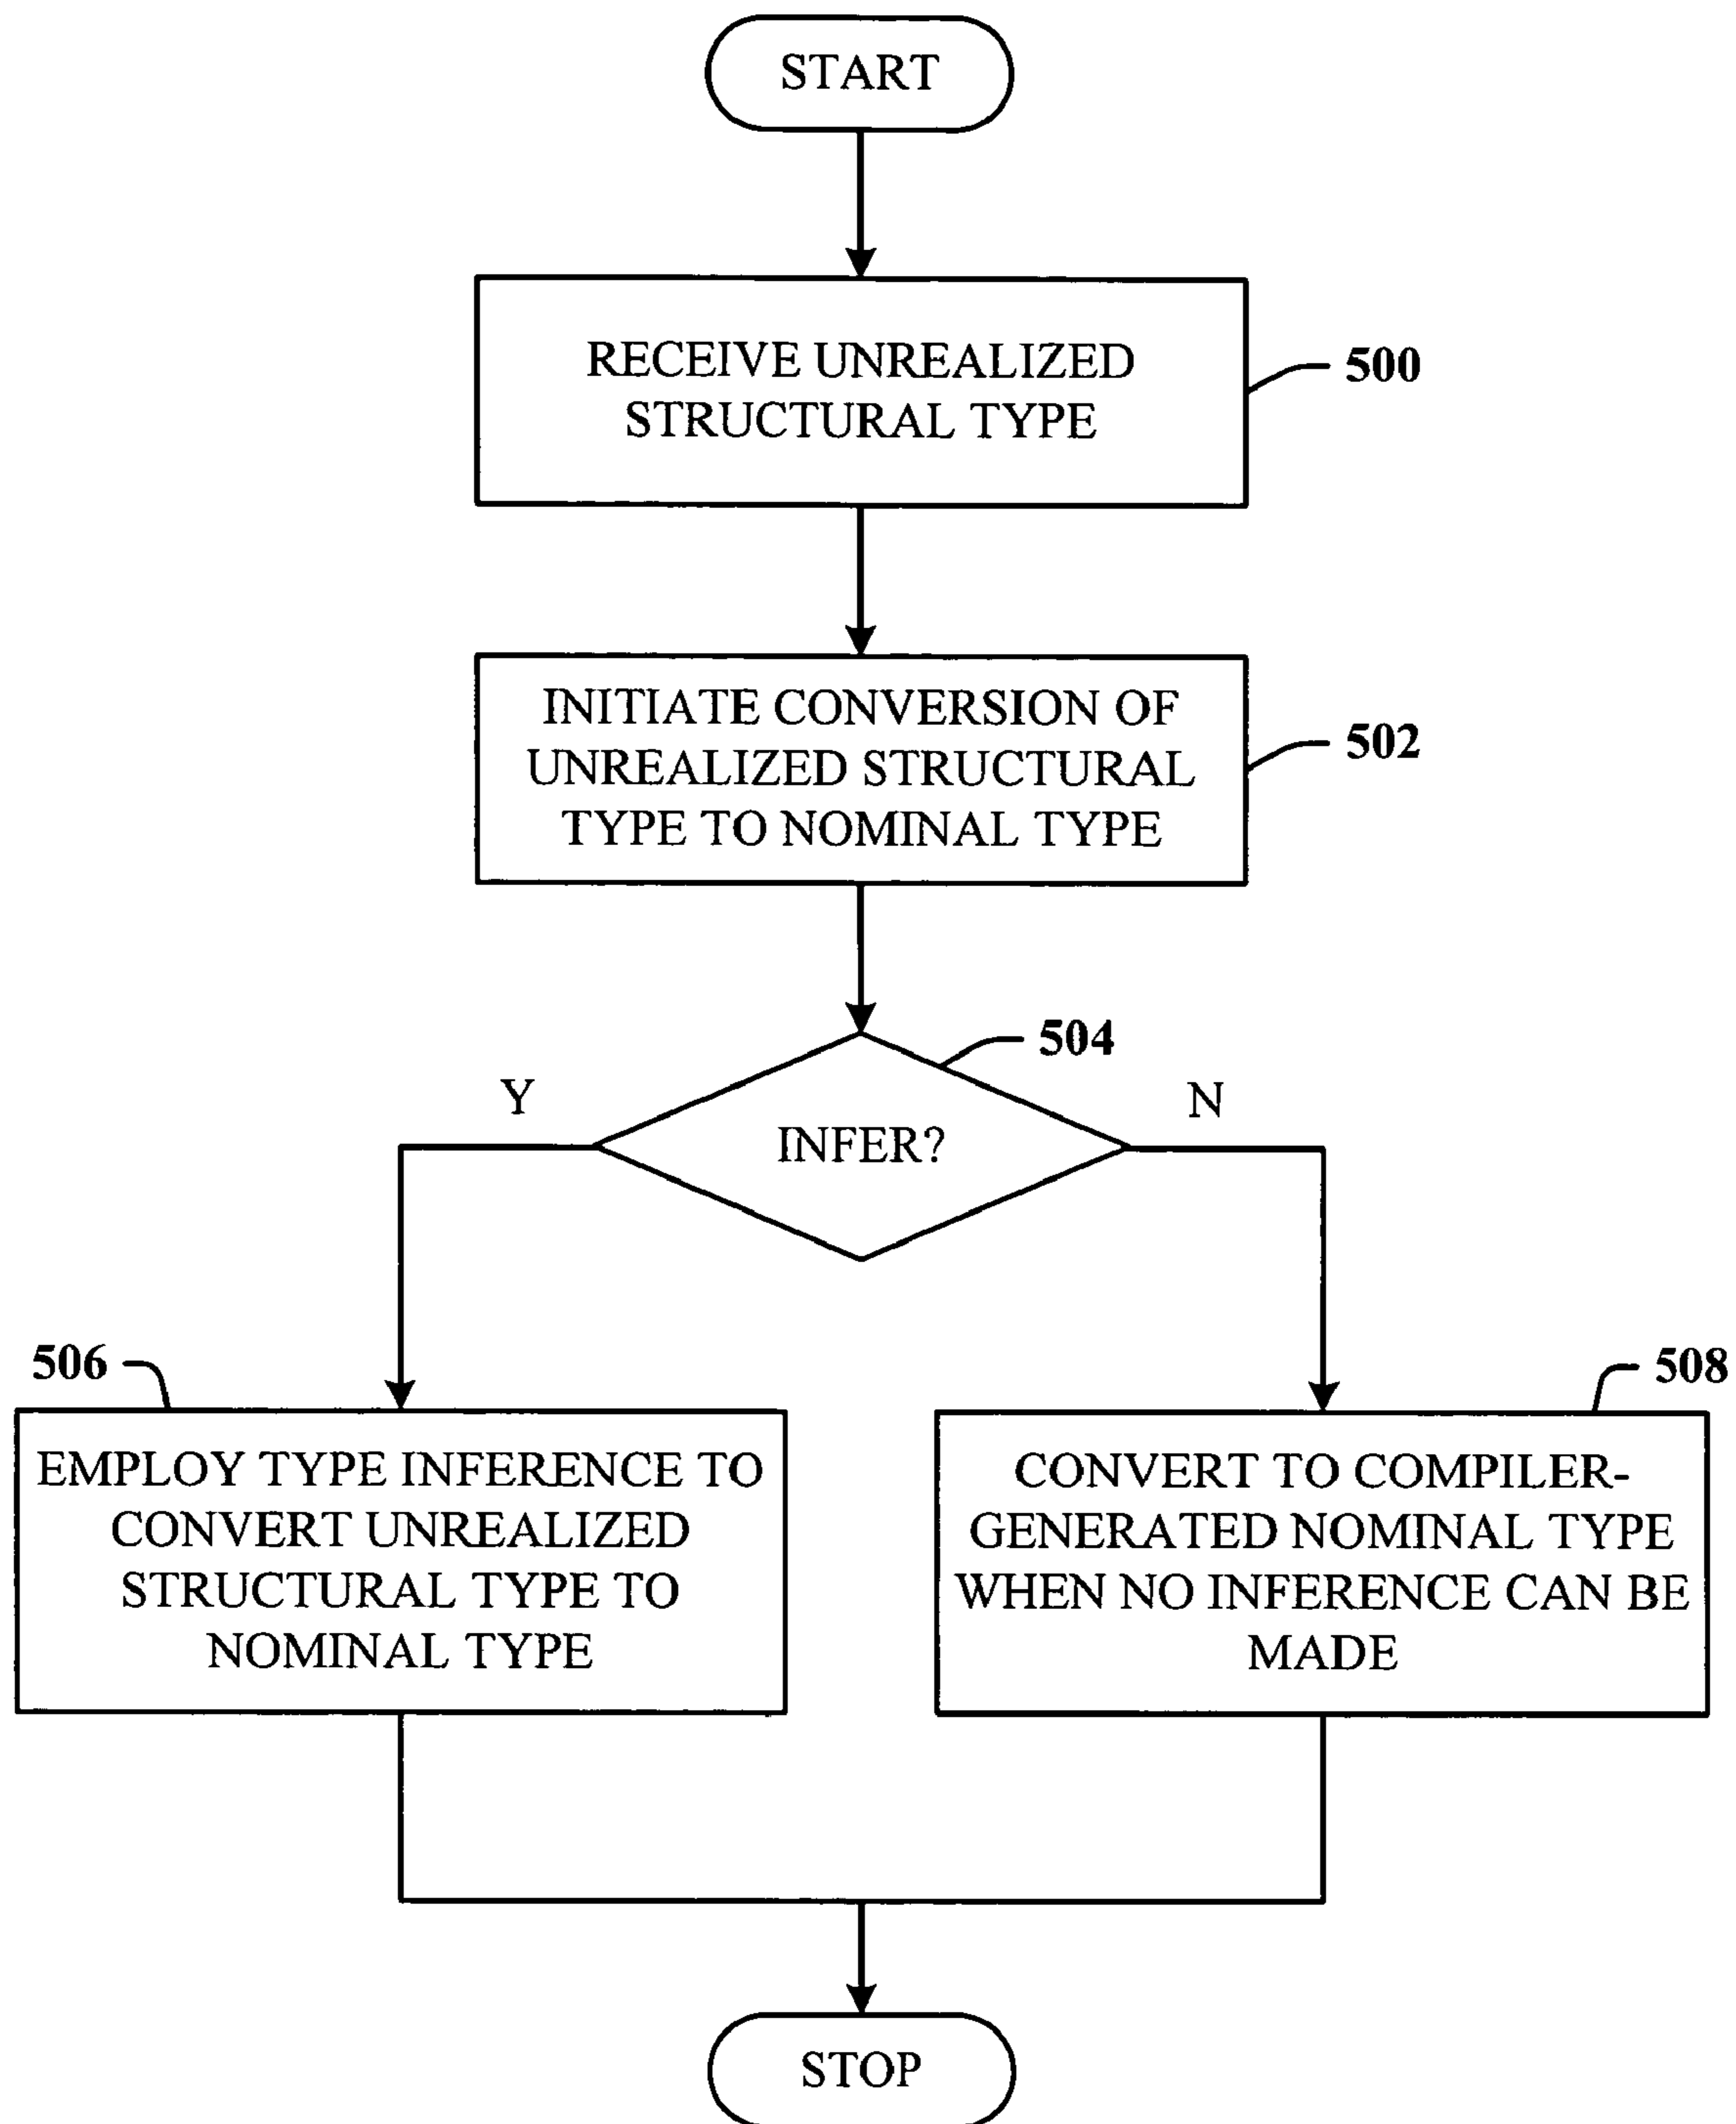 START
RECEIVE UNREALIZED
STRUCTURAL TYPE
500
INITIATE CONVERSION OF
UNREALIZED STRUCTURAL
TYPE TO NOMINAL TYPE
502
504
Y
INFER?
N
506
EMPLOY TYPE INFERENCE TO
CONVERT UNREALIZED
STRUCTURAL TYPE TO
NOMINAL TYPE
508
CONVERT TO COMPILER-
GENERATED NOMINAL TYPE
WHEN NO INFERENCE CAN BE
MADE
STOP